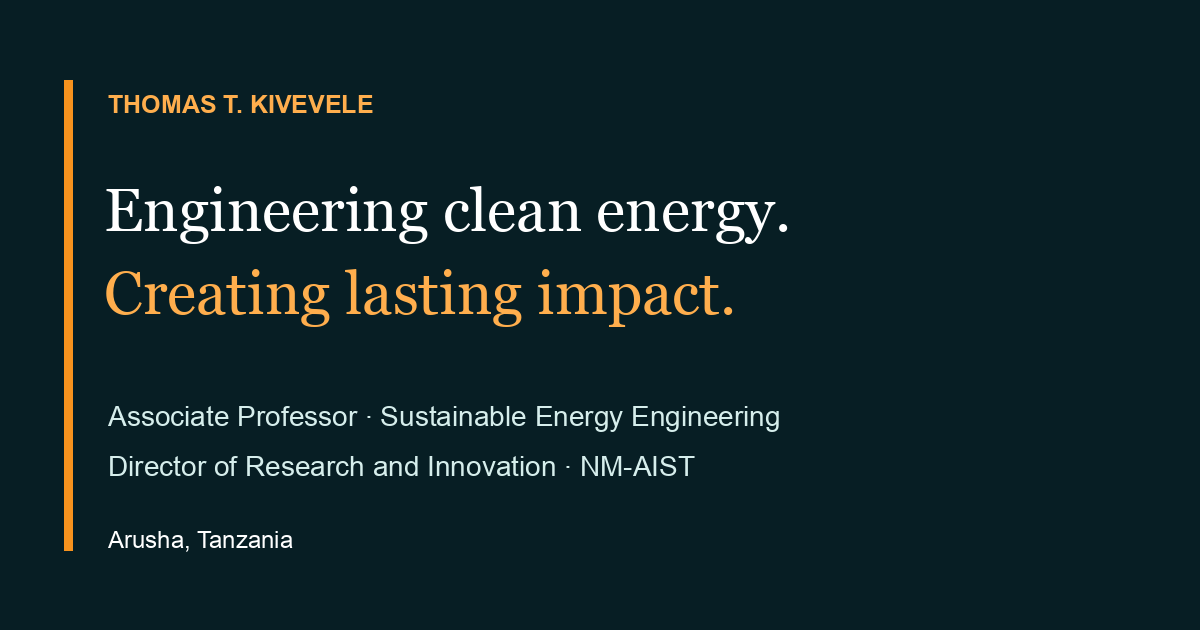 THOMAS T. KIVEVELE
Engineering clean energy.
Creating lasting impact.
Associate Professor · Sustainable Energy Engineering
Director of Research and Innovation · NM-AIST
Arusha, Tanzania